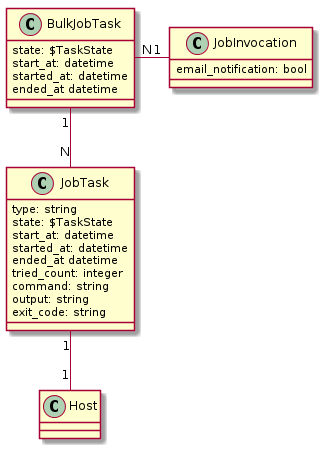 C BulkJobTask
state: $TaskState
start_at: datetime
started_at: datetime
ended_at datetime
N1
C JobInvocation
email_notification: bool
1
N
C JobTask
type: string
state: $TaskState
start_at: datetime
started_at: datetime
ended_at datetime
tried_count: integer
command: string
output: string
exit_code: string
1
1
C Host